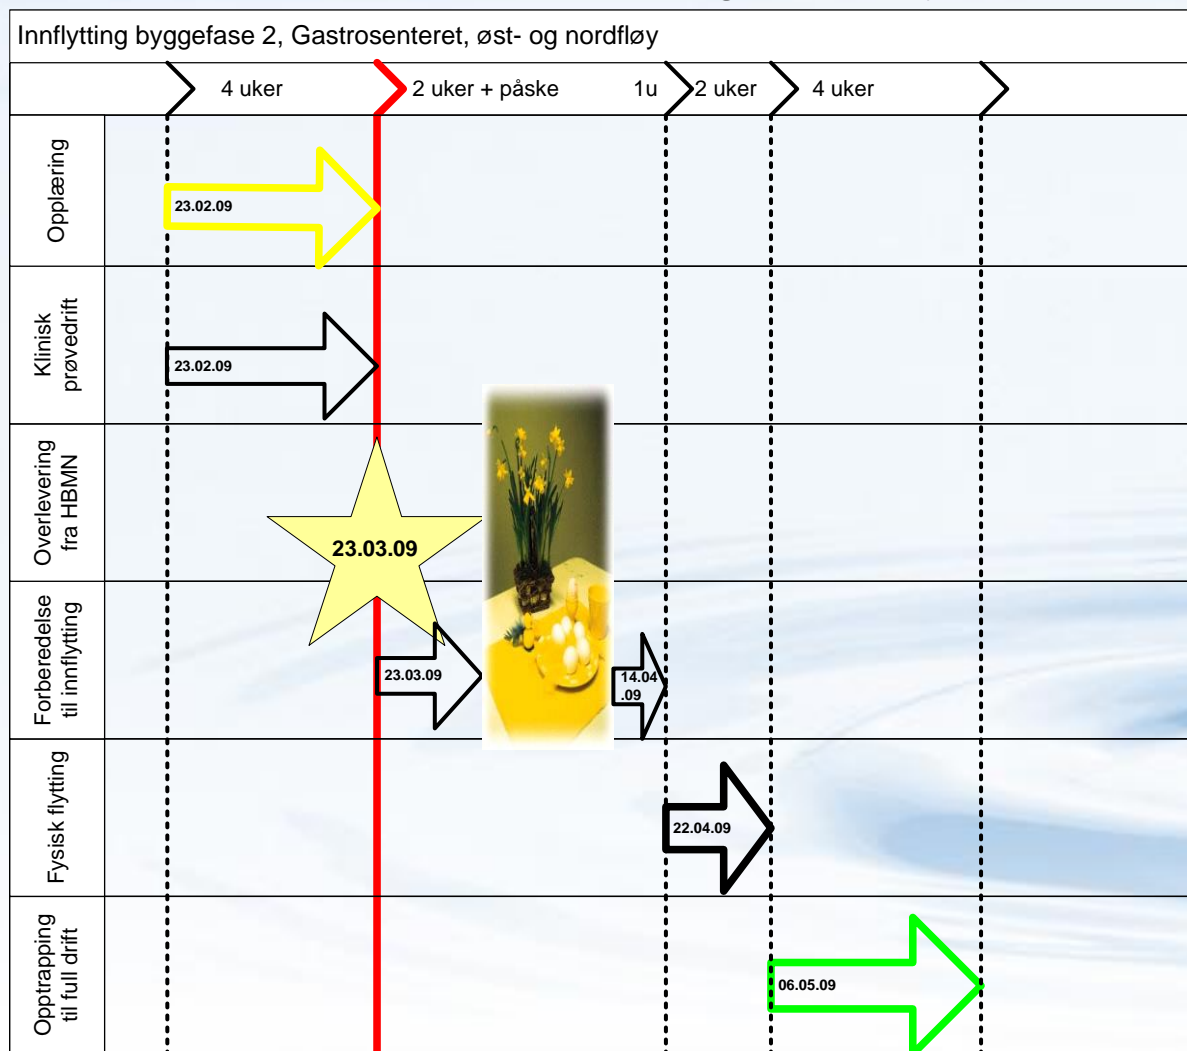 Innflytting byggefase 2, Gastrosenteret, øst- og nordfløy
4 uker
2 uker + påske
1u
2 uker
4 uker
Opplæring
23.02.09
Klinisk
prøvedrift
23.02.09
Overlevering
fra HBMN
23.03.09
Forberedelse
til innflytting
23.03.09
14.04
.09
Fysisk flytting
22.04.09
Opptrapping
til full drift
06.05.09